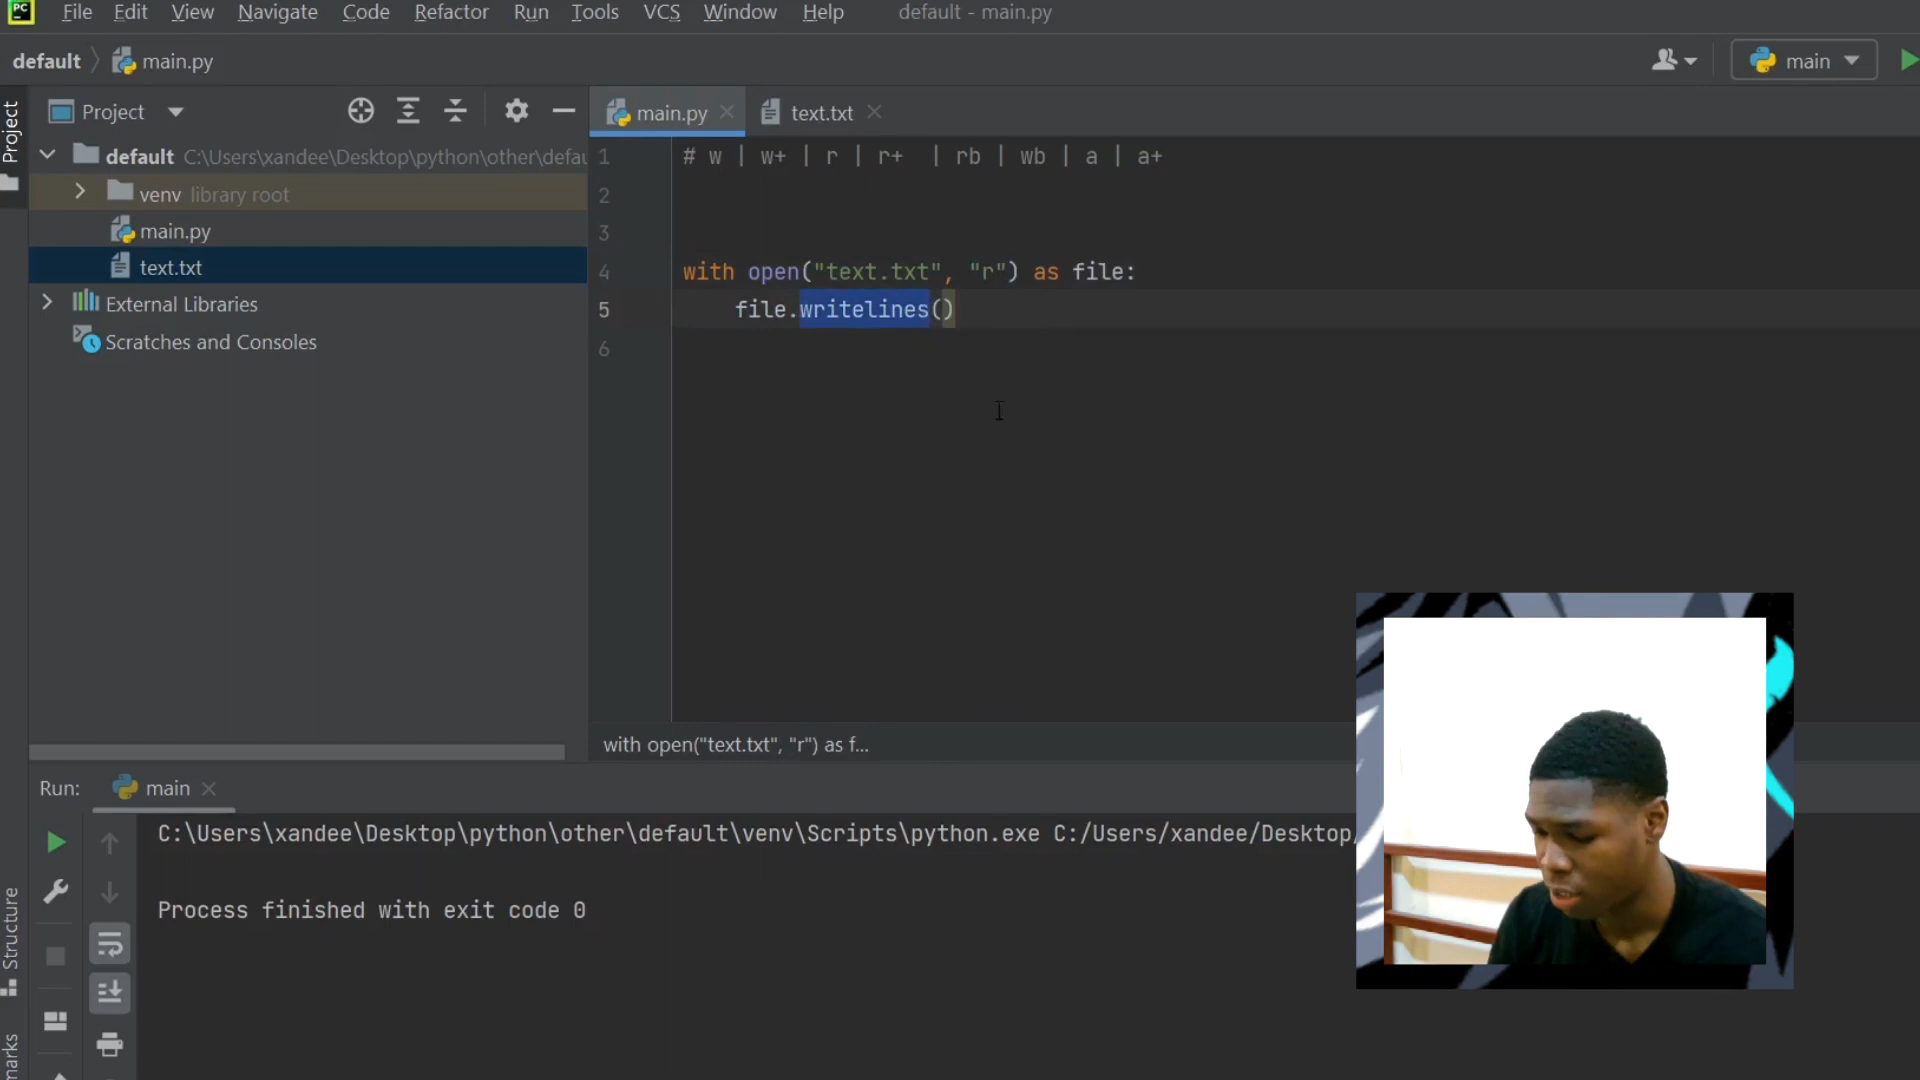 PC File Edit View Navigate Code Refactor Run Tools VCS Window Help default - main.py
default main.py main
Project
Project main.py text.txt
default C:\Users\xandee\Desktop\python\other\defau
venv library root
main.py
text.txt
External Libraries
Scratches and Consoles
1 # w | w+ | r | r+ | rb | wb | a | a+
2
3
4 with open("text.txt", "r") as file:
5 file.writelines()
6
with open("text.txt", "r") as f...
Run: main
C:\Users\xandee\Desktop\python\other\default\venv\Scripts\python.exe C:/Users/xandee/Desktop/
Process finished with exit code 0
Structure
marks